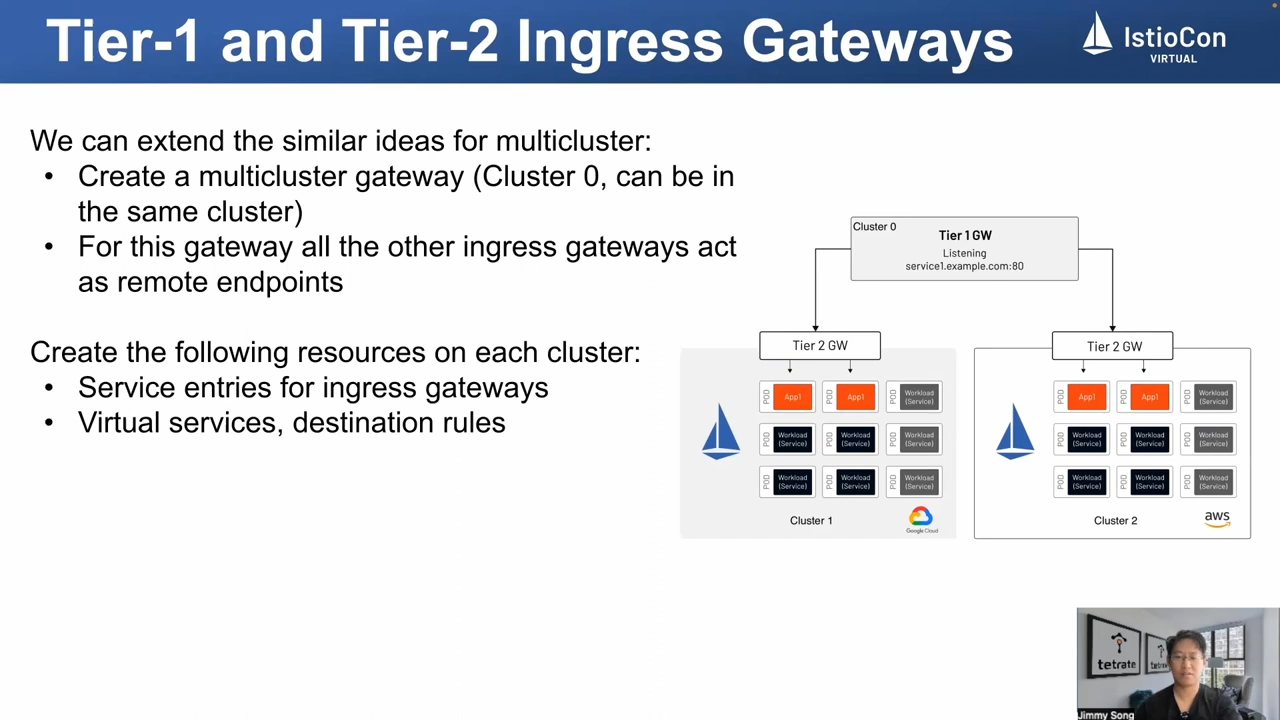 Tier-1 and Tier-2 Ingress Gateways
IstioCon
VIRTUAL
We can extend the similar ideas for multicluster:
• Create a multicluster gateway (Cluster 0, can be in
the same cluster)
• For this gateway all the other ingress gateways act
as remote endpoints
Create the following resources on each cluster:
• Service entries for ingress gateways
• Virtual services, destination rules
Cluster 0
Tier 1 GW
Listening
service1.example.com:80
Tier 2 GW
POD App1 POD App1 POD Workload (Service)
POD Workload (Service) POD Workload (Service) POD Workload (Service)
POD Workload (Service) POD Workload (Service) POD Workload (Service)
Cluster 1
Google Cloud
Tier 2 GW
POD App1 POD App1 POD Workload (Service)
POD Workload (Service) POD Workload (Service) POD Workload (Service)
POD Workload (Service) POD Workload (Service) POD Workload (Service)
Cluster 2
aws
tetrate
Jimmy Song